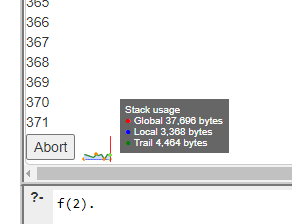 365
366
367
368
369
370
371
Stack usage
Global 37,696 bytes
Local 3,368 bytes
Trail 4,464 bytes
Abort
?- f(2).